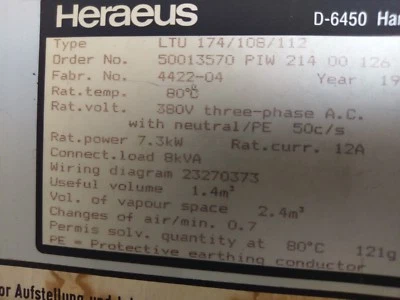 Heraeus D-6450 Han
Type LTU 174/108/112
Order No. 50013570 PIW 214 00 126
Fabr. No. 4422-04 Year 19
Rat.temp. 80°C
Rat.volt. 380V three-phase A.C.
with neutral/PE 50c/s
Rat.power 7.3kW Rat.curr. 12A
Connect.load 8kVA
Wiring diagram 23270373
Useful volume 1.4m³
Vol. of vapour space 2.4m³
Changes of air/min. 0.7
Permis solv. quantity at 80°C 121g
PE = Protective earthing conductor
or Aufstellung und